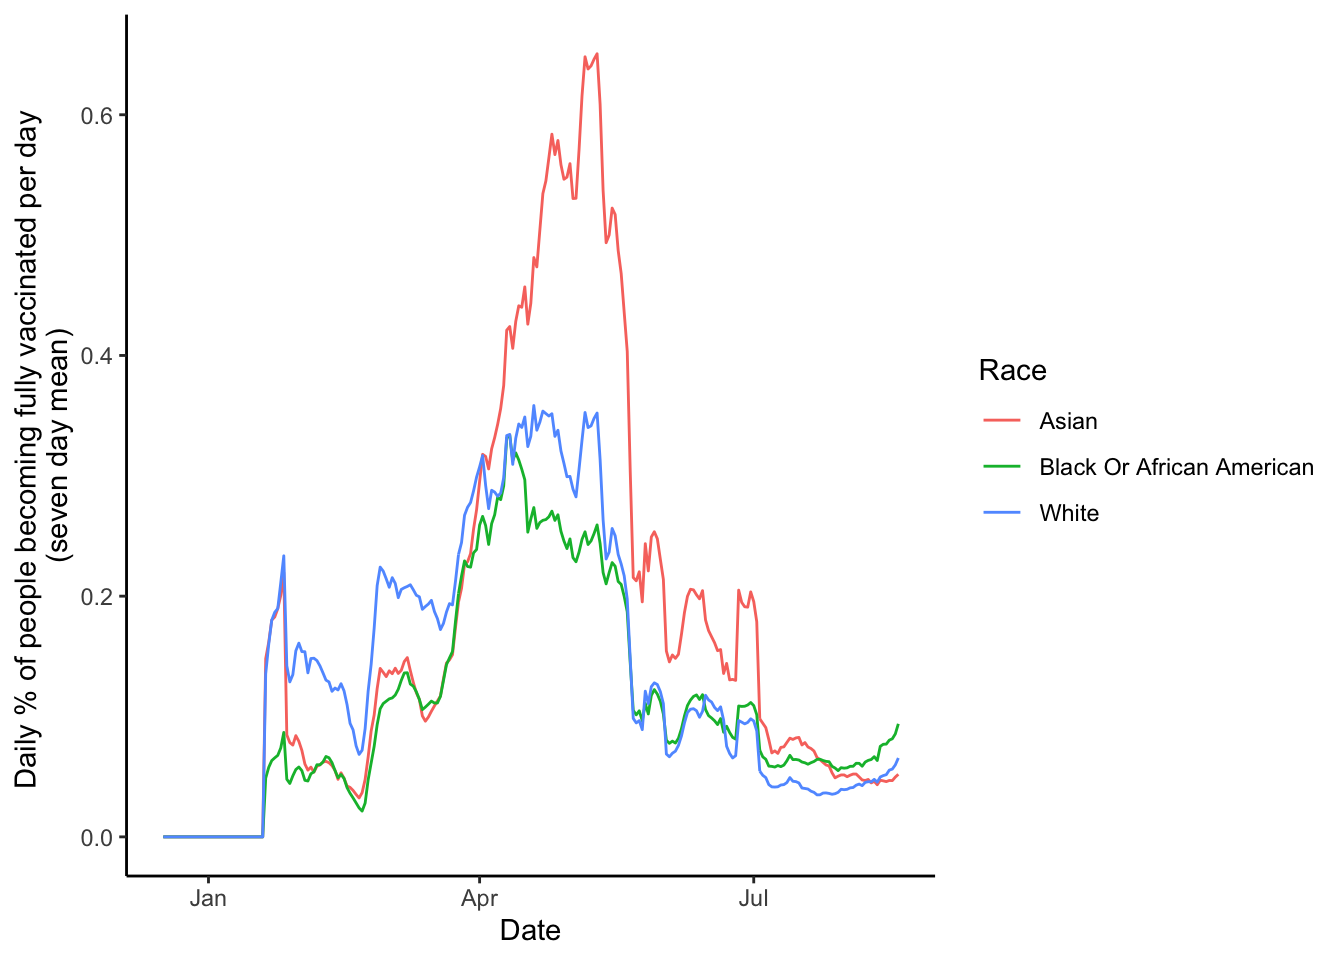 Daily % of people becoming fully vaccinated per day
(seven day mean)
0.6
0.4
0.2
0.0
Jan
Apr
Jul
Date
Race
Asian
Black Or African American
White